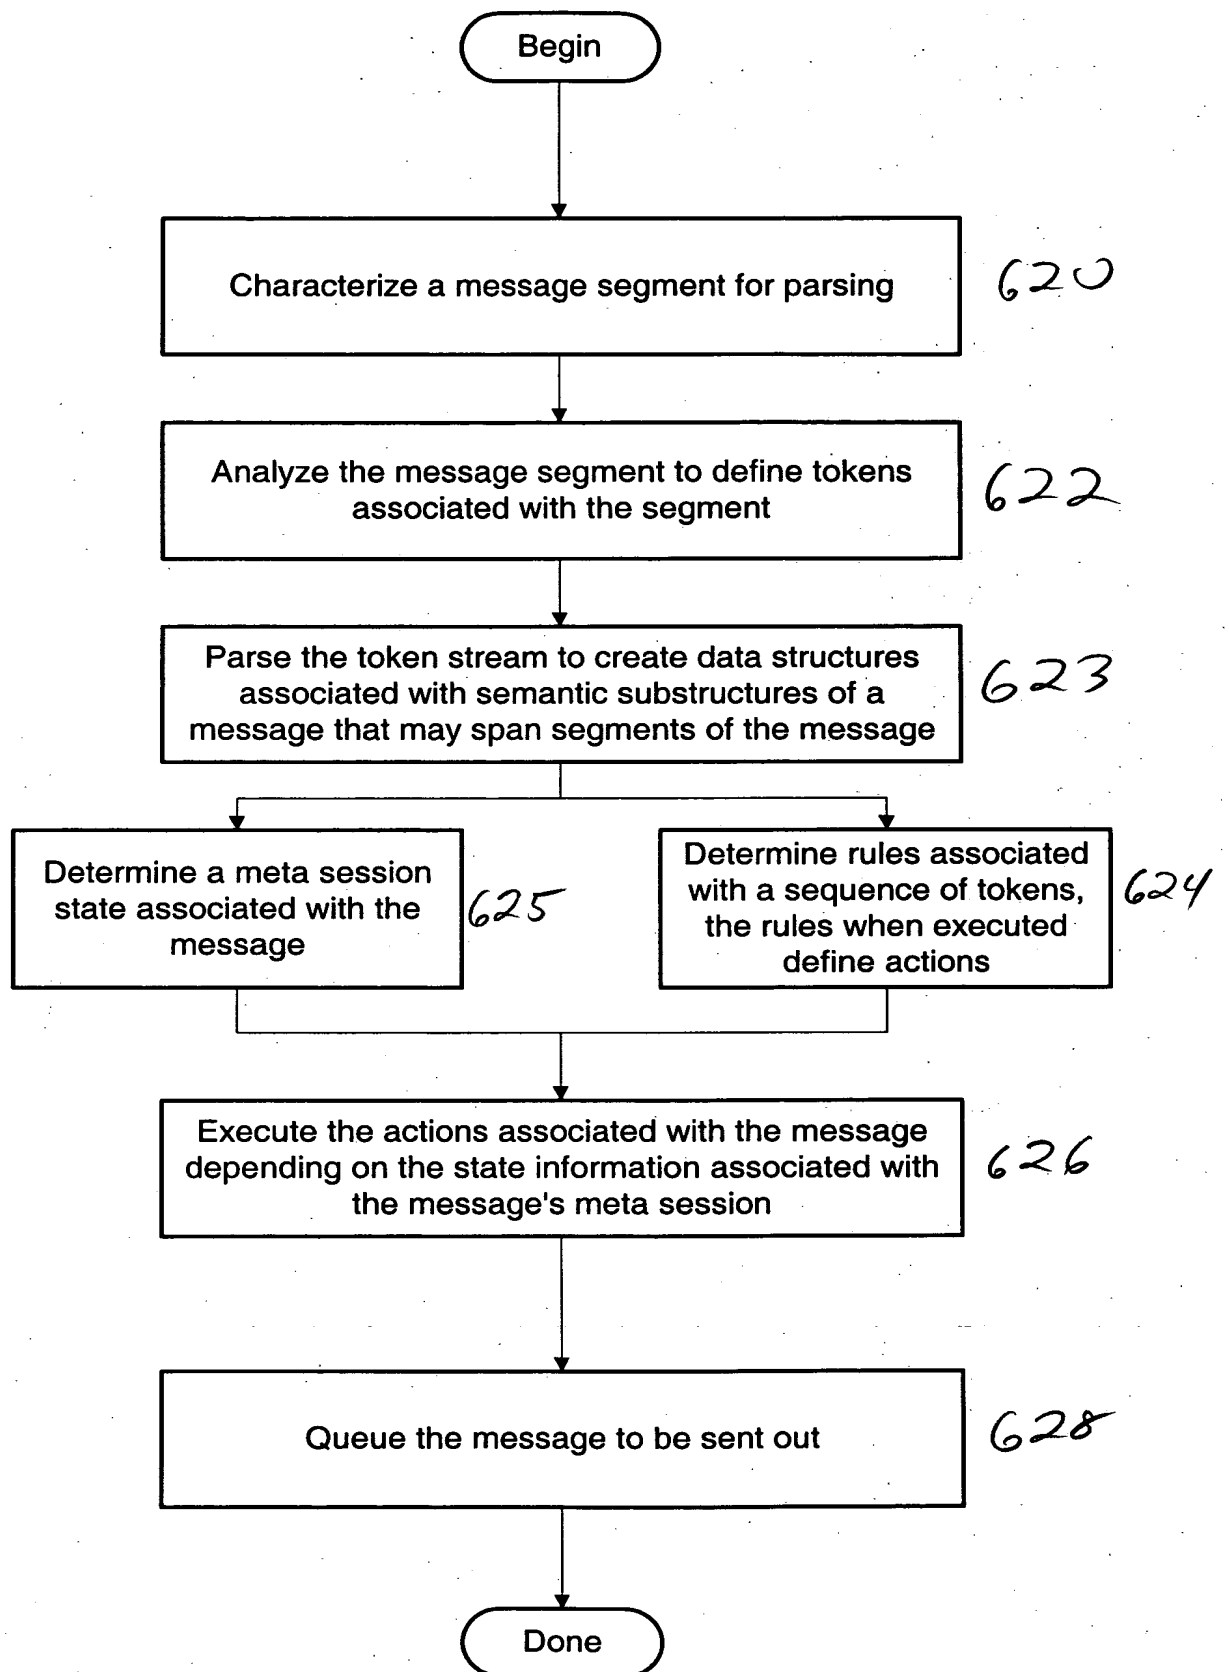 Begin
Characterize a message segment for parsing
620
Analyze the message segment to define tokens
associated with the segment
622
Parse the token stream to create data structures
associated with semantic substructures of a
message that may span segments of the message
623
Determine a meta session
state associated with the
message
625
Determine rules associated
with a sequence of tokens,
the rules when executed
define actions
624
Execute the actions associated with the message
depending on the state information associated with
the message's meta session
626
Queue the message to be sent out
628
Done